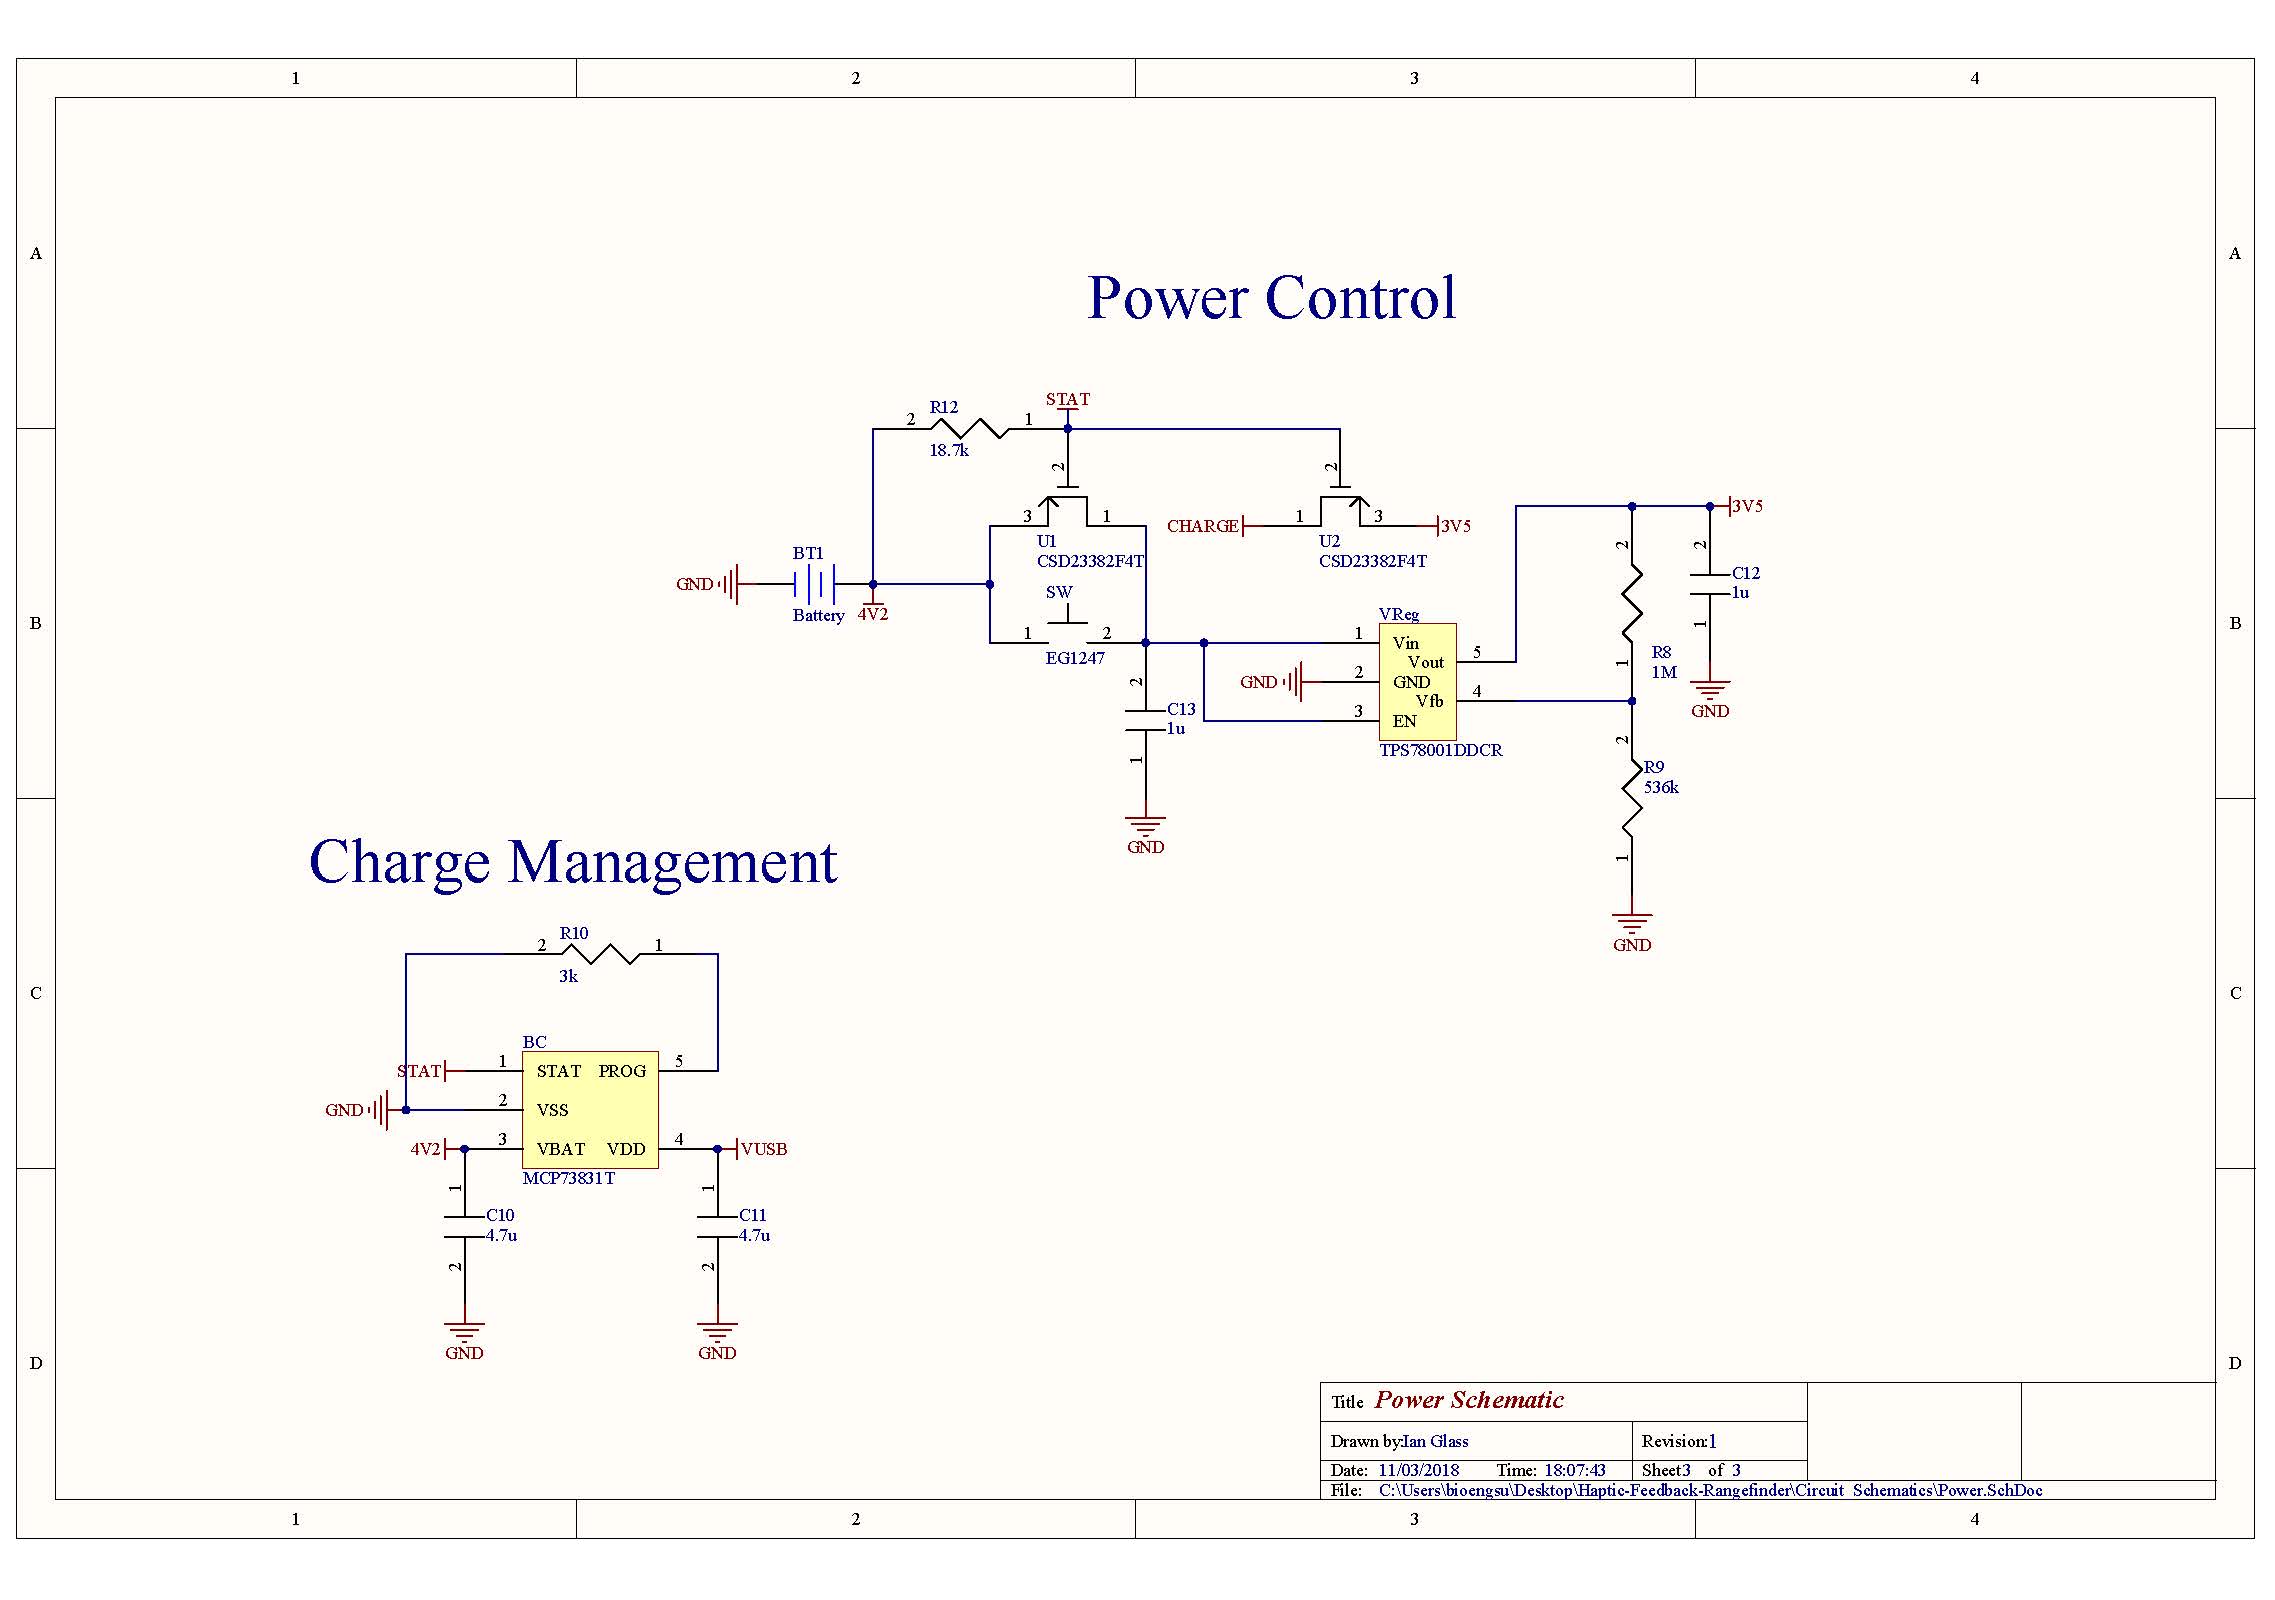 1 2 3 4
A A
Power Control
STAT
R12
2 1
18.7k
2 2
3 1
CHARGE 1 3 3V5
U1 U2
CSD23382F4T CSD23382F4T
BT1
GND
Battery 4V2
SW
1 2
EG1247
VReg
1 Vin
Vout 5
GND 2 GND
Vfb 4
3 EN
TPS78001DDCR
2
C13
1u
1
GND
3V5
2 2
C12
1u
1 1
R8
1M
GND
2
R9
536k
1
GND
B B
Charge Management
R10
2 1
3k
C C
BC
STAT 1 STAT PROG 5
GND 2 VSS
4V2 3 VBAT VDD 4 VUSB
MCP73831T
1 1
C10 C11
4.7u 4.7u
2 2
GND GND
D D
Title Power Schematic
Drawn by:Ian Glass Revision:1
Date: 11/03/2018 Time: 18:07:43 Sheet3 of 3
File: C:\Users\bioengsu\Desktop\Haptic-Feedback-Rangefinder\Circuit Schematics\Power.SchDoc
1 2 3 4